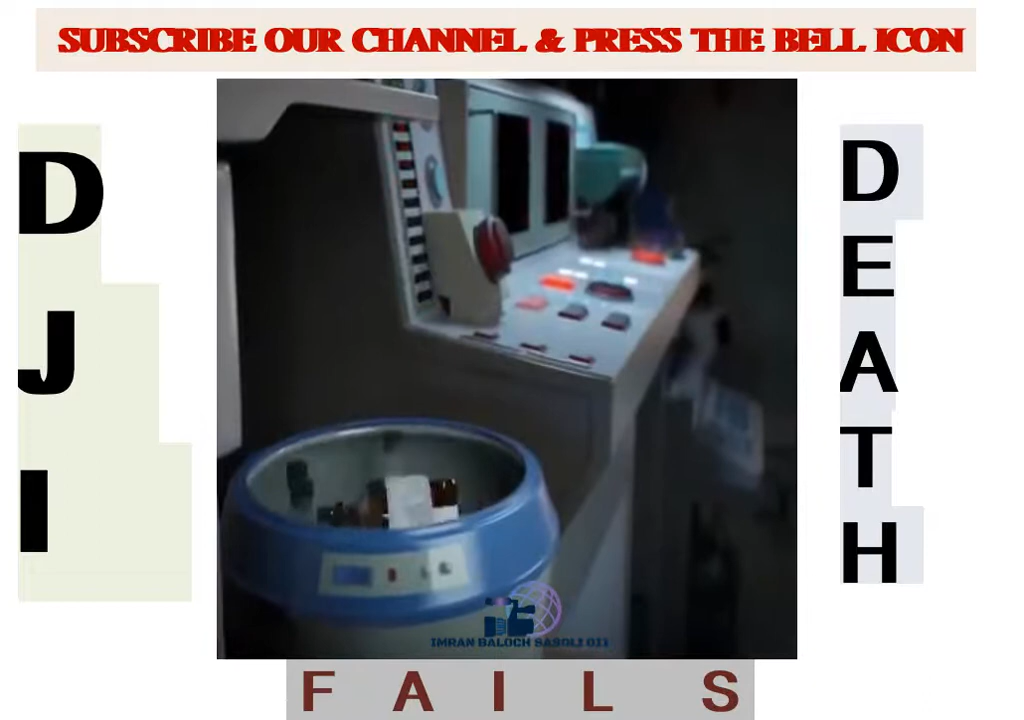 SUBSCRIBE OUR CHANNEL & PRESS THE BELL ICON
D
J
I
D
E
A
T
H
IMRAN BALOCH SASOLI 011
F A I L S